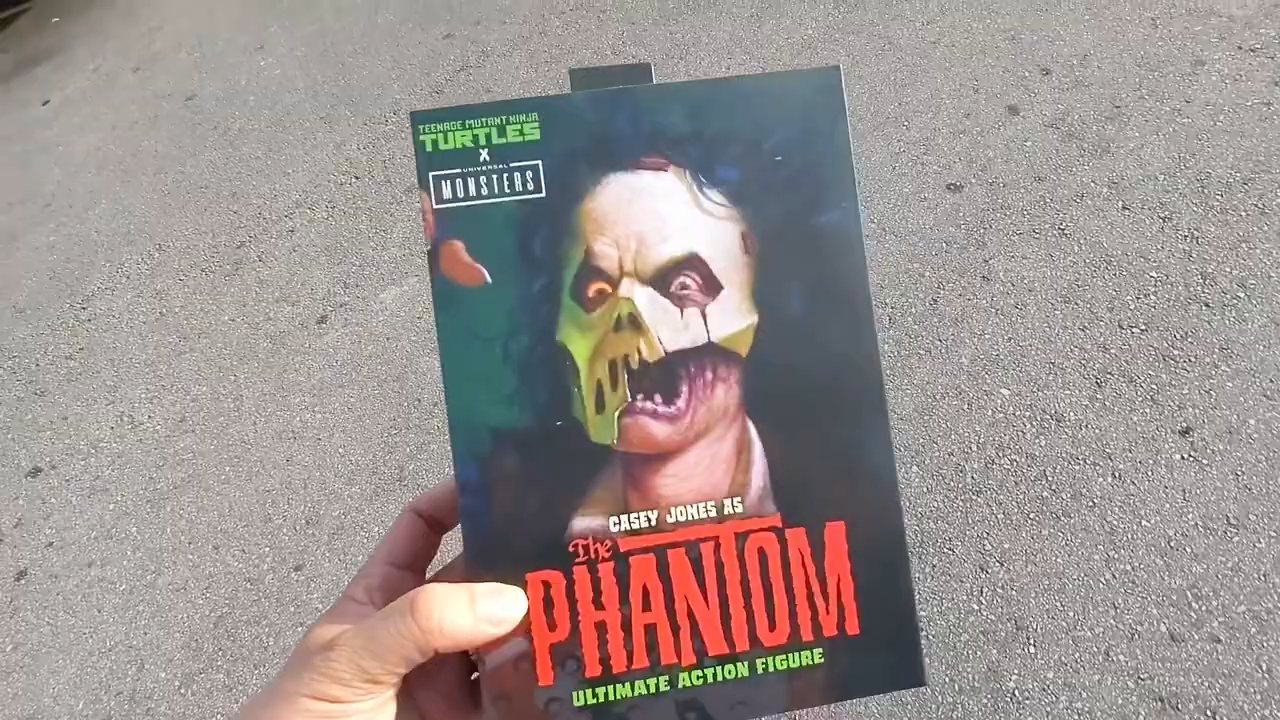 TEENAGE MUTANT NINJA
TURTLES
X
UNIVERSAL
MONSTERS
CASEY JONES AS
The
PHANTOM
ULTIMATE ACTION FIGURE